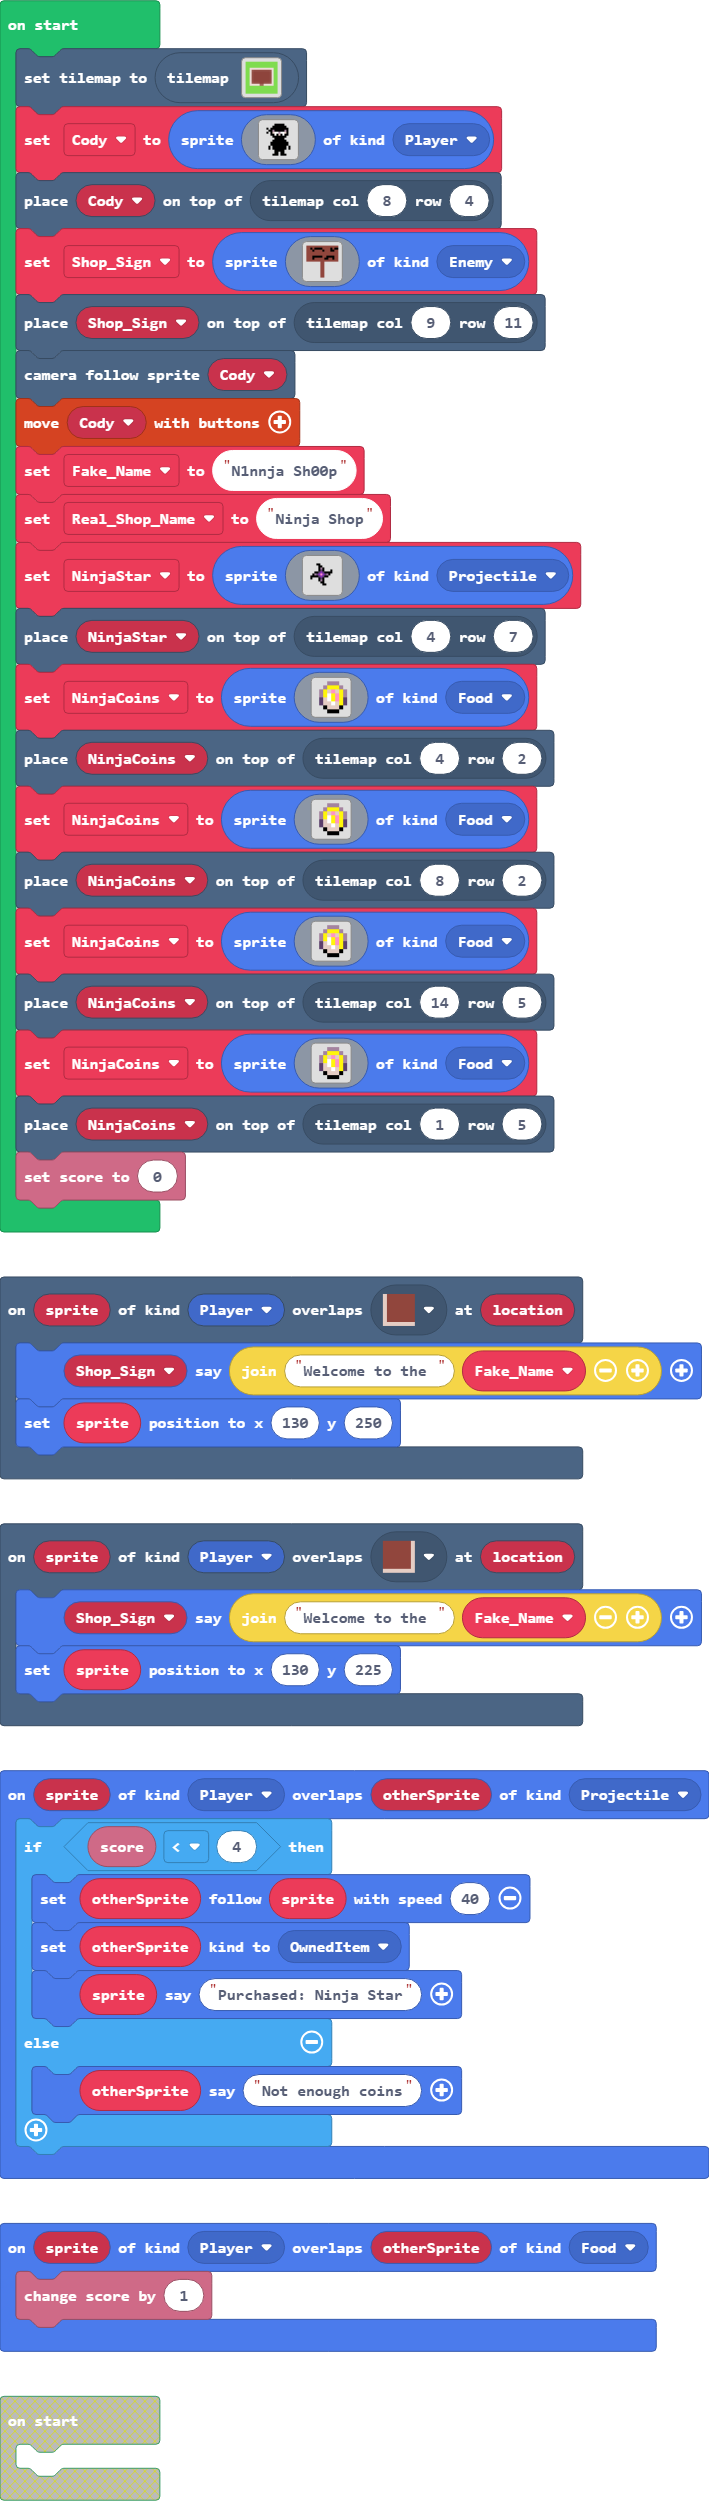 on start
set tilemap to tilemap
set Cody to sprite of kind Player
place Cody on top of tilemap col 8 row 4
set Shop_Sign to sprite of kind Enemy
place Shop_Sign on top of tilemap col 9 row 11
camera follow sprite Cody
move Cody with buttons
set Fake_Name to "N1nnja Sh00p"
set Real_Shop_Name to "Ninja Shop"
set NinjaStar to sprite of kind Projectile
place NinjaStar on top of tilemap col 4 row 7
set NinjaCoins to sprite of kind Food
place NinjaCoins on top of tilemap col 4 row 2
set NinjaCoins to sprite of kind Food
place NinjaCoins on top of tilemap col 8 row 2
set NinjaCoins to sprite of kind Food
place NinjaCoins on top of tilemap col 14 row 5
set NinjaCoins to sprite of kind Food
place NinjaCoins on top of tilemap col 1 row 5
set score to 0
on sprite of kind Player overlaps at location
Shop_Sign say join "Welcome to the " Fake_Name
set sprite position to x 130 y 250
on sprite of kind Player overlaps at location
Shop_Sign say join "Welcome to the " Fake_Name
set sprite position to x 130 y 225
on sprite of kind Player overlaps otherSprite of kind Projectile
if score < 4 then
set otherSprite follow sprite with speed 40
set otherSprite kind to OwnedItem
sprite say "Purchased: Ninja Star"
else
otherSprite say "Not enough coins"
on sprite of kind Player overlaps otherSprite of kind Food
change score by 1
on start